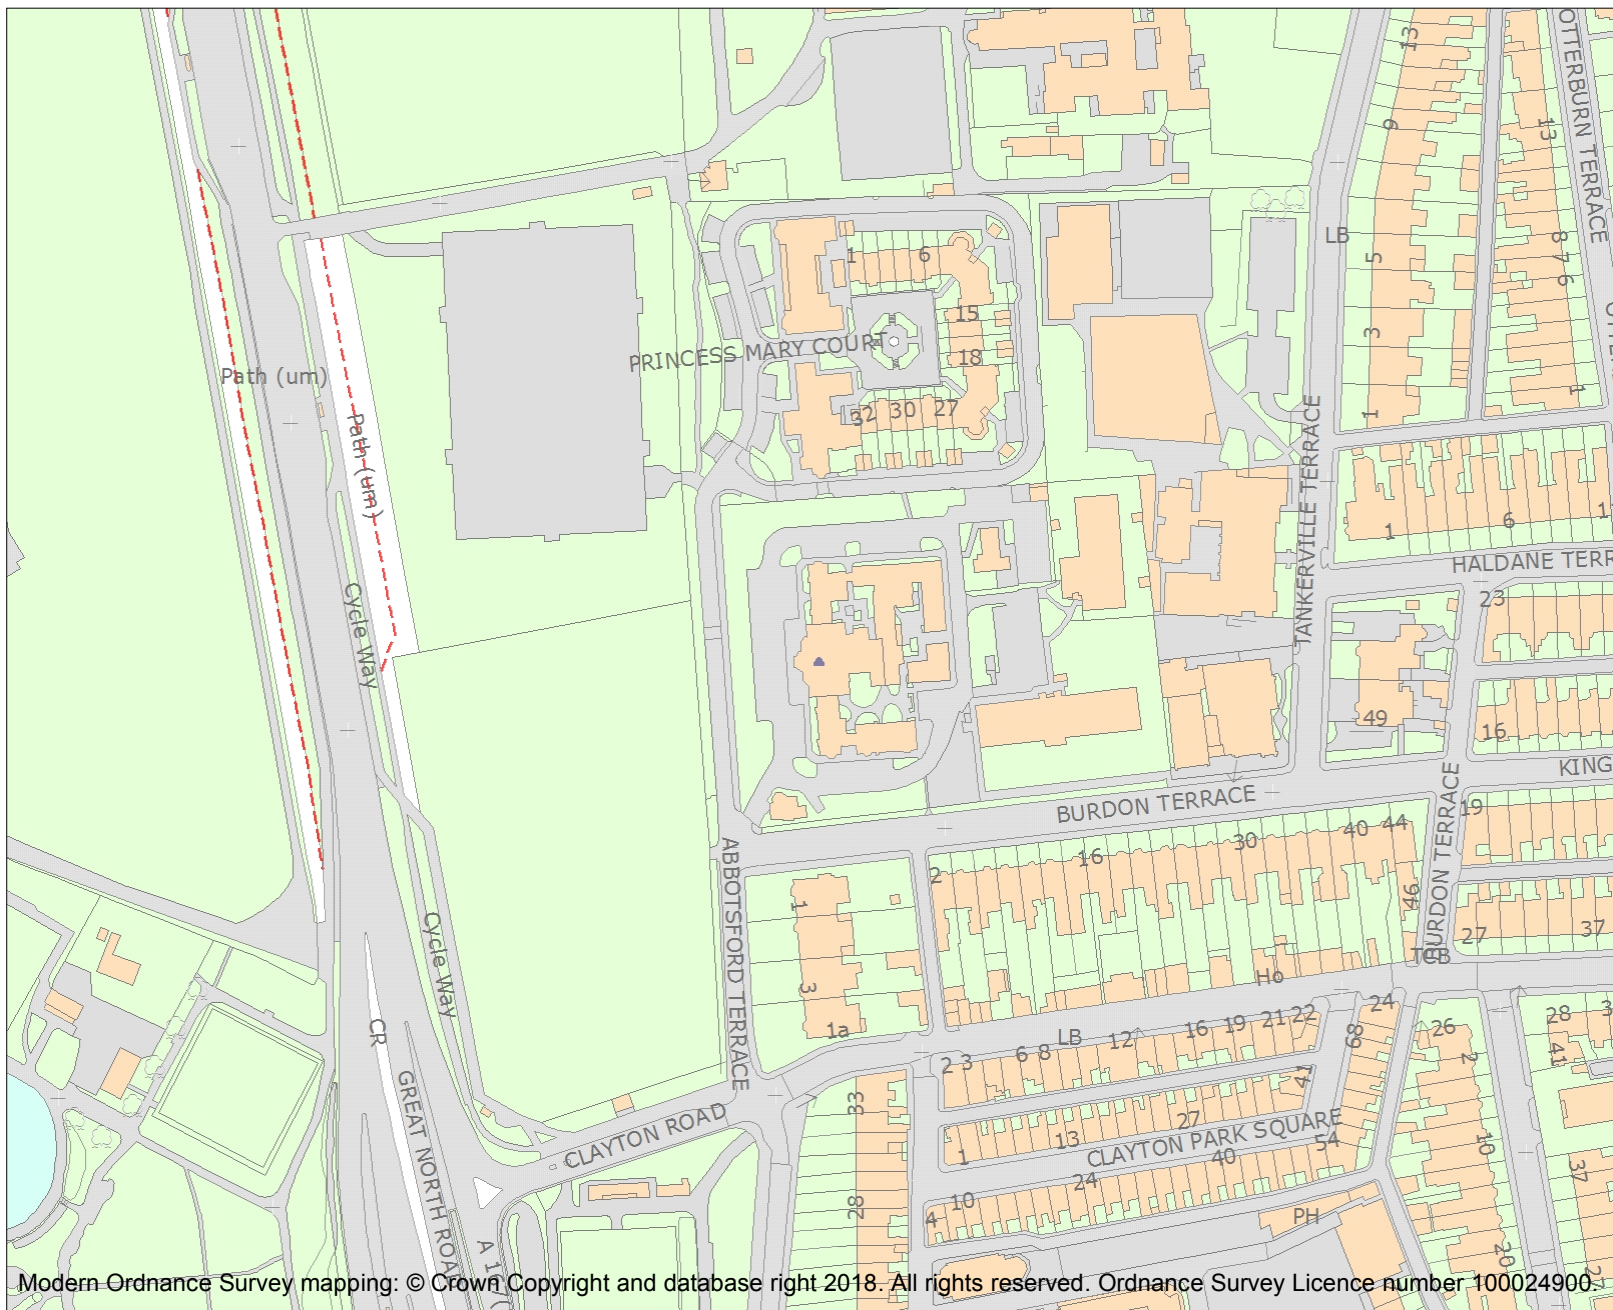 OTTERBURN TERRACE
13
9
13
LB
8
7
6
5
3
1
1
1
6
15
18
PRINCESS MARY COURT
Path (um)
Path (um)
32
30
27
TANKERVILLE TERRACE
1
6
1
HALDANE TERR
23
Cycle Way
49
16
KING
BURDON TERRACE
BURDON TERRACE
19
2
16
30
40
44
46
27
37
TCB
ABBOTSFORD TERRACE
1
3
1a
Cycle Way
CR
GREAT NORTH ROAD
Ho
LB
2
3
6
8
12
16
19
21
22
24
68
26
2
28
3
41
33
41
27
13
1
CLAYTON PARK SQUARE
54
40
24
10
4
28
10
37
20
27
PH
CLAYTON ROAD
A 167(
Modern Ordnance Survey mapping: © Crown Copyright and database right 2018. All rights reserved. Ordnance Survey Licence number 100024900.